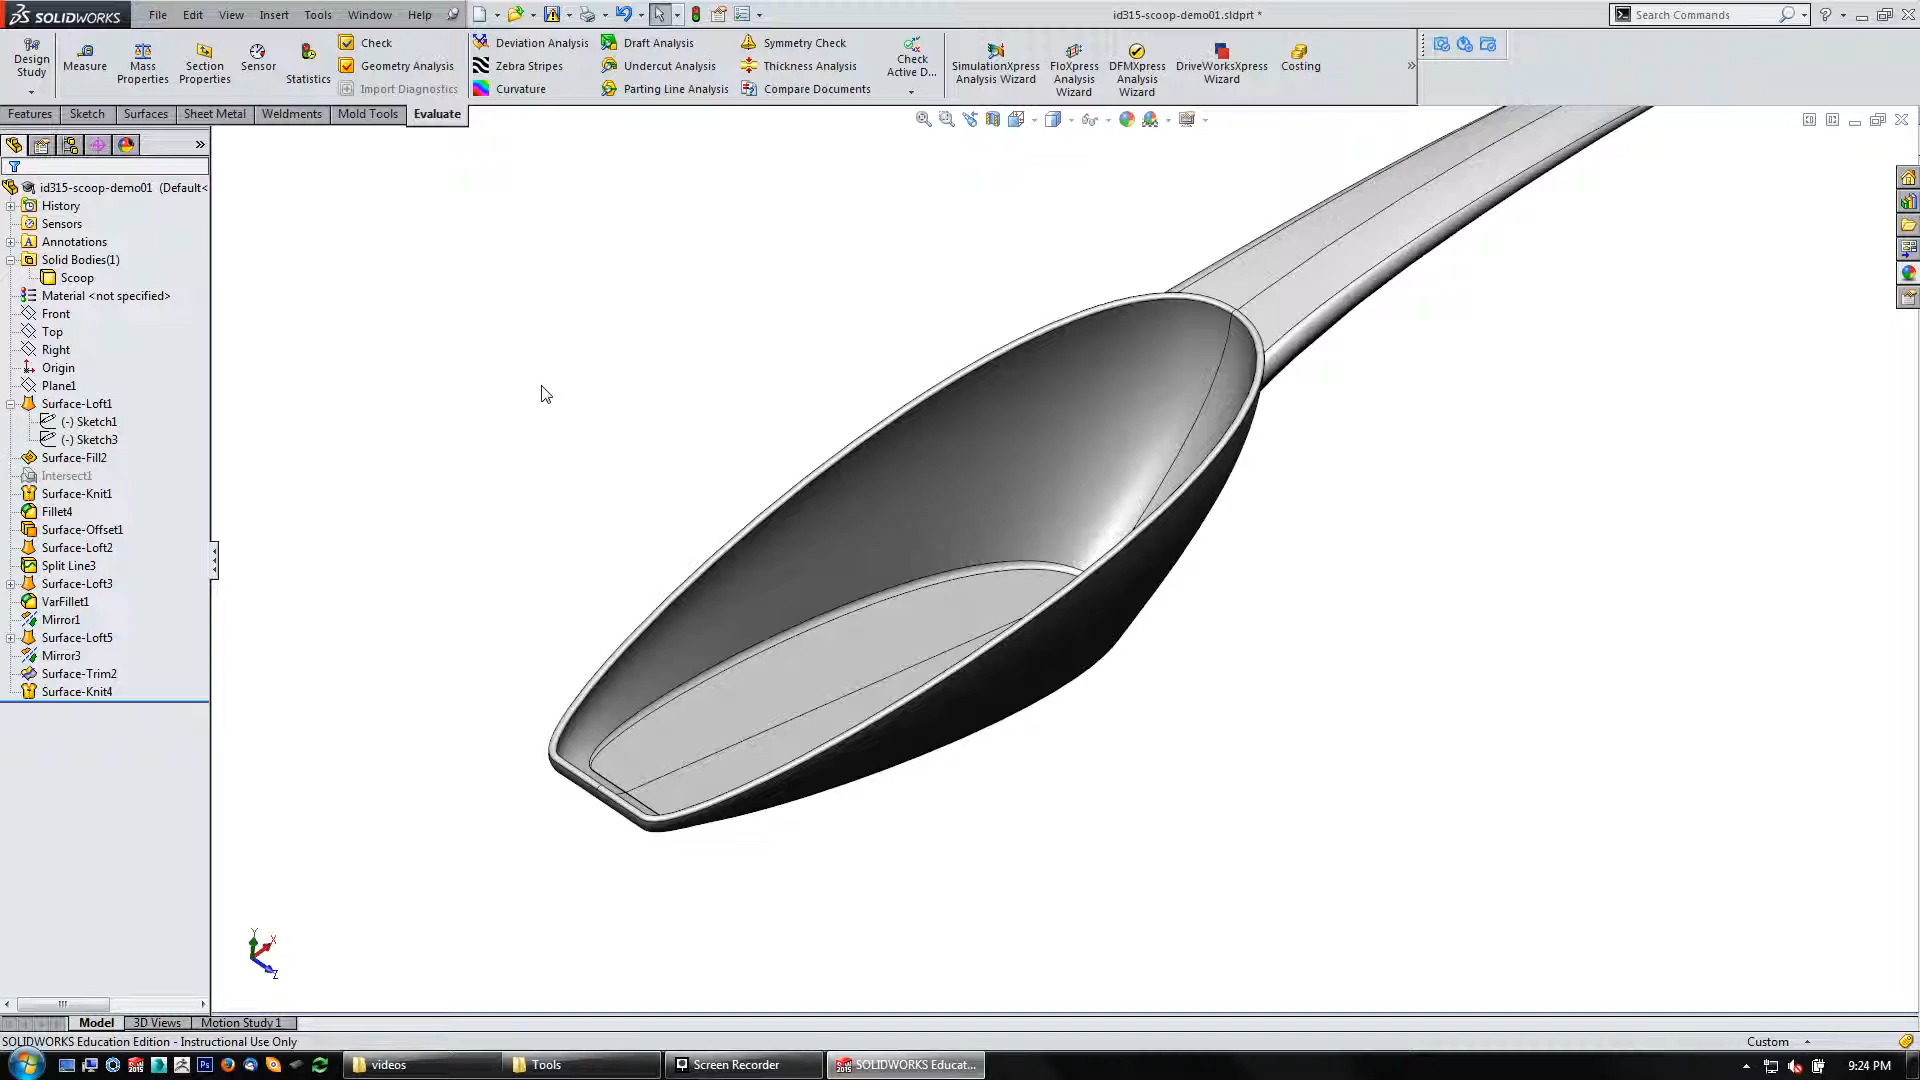 SOLIDWORKS File Edit View Insert Tools Window Help id315-scoop-demo01.sldprt * Search Commands
Design Study
Measure
Mass Properties
Section Properties
Sensor
Statistics
Check
Geometry Analysis
Import Diagnostics
Deviation Analysis
Zebra Stripes
Curvature
Draft Analysis
Undercut Analysis
Parting Line Analysis
Symmetry Check
Thickness Analysis
Compare Documents
Check Active D...
SimulationXpress Analysis Wizard
FloXpress Analysis Wizard
DFMXpress Analysis Wizard
DriveWorksXpress Wizard
Costing
Features Sketch Surfaces Sheet Metal Weldments Mold Tools Evaluate
id315-scoop-demo01 (Default<
History
Sensors
Annotations
Solid Bodies(1)
Scoop
Material <not specified>
Front
Top
Right
Origin
Plane1
Surface-Loft1
(-) Sketch1
(-) Sketch3
Surface-Fill2
Intersect1
Surface-Knit1
Fillet4
Surface-Offset1
Surface-Loft2
Split Line3
Surface-Loft3
VarFillet1
Mirror1
Surface-Loft5
Mirror3
Surface-Trim2
Surface-Knit4
Y
X
Z
Model 3D Views Motion Study 1
SOLIDWORKS Education Edition - Instructional Use Only Custom
videos Tools Screen Recorder SOLIDWORKS Educat... 9:24 PM